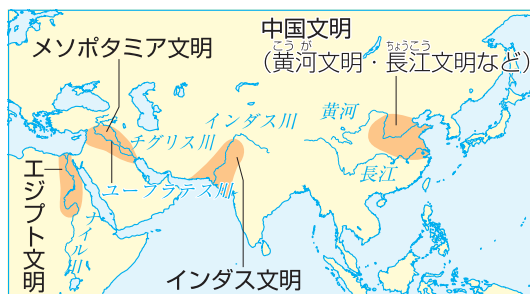 中国文明
こうが ちょうこう
（黄河文明・長江文明など）
メソポタミア文明
インダス川
黄河
チグリス川
長江
ユーフラテス川
エジプト文明
ナイル川
インダス文明